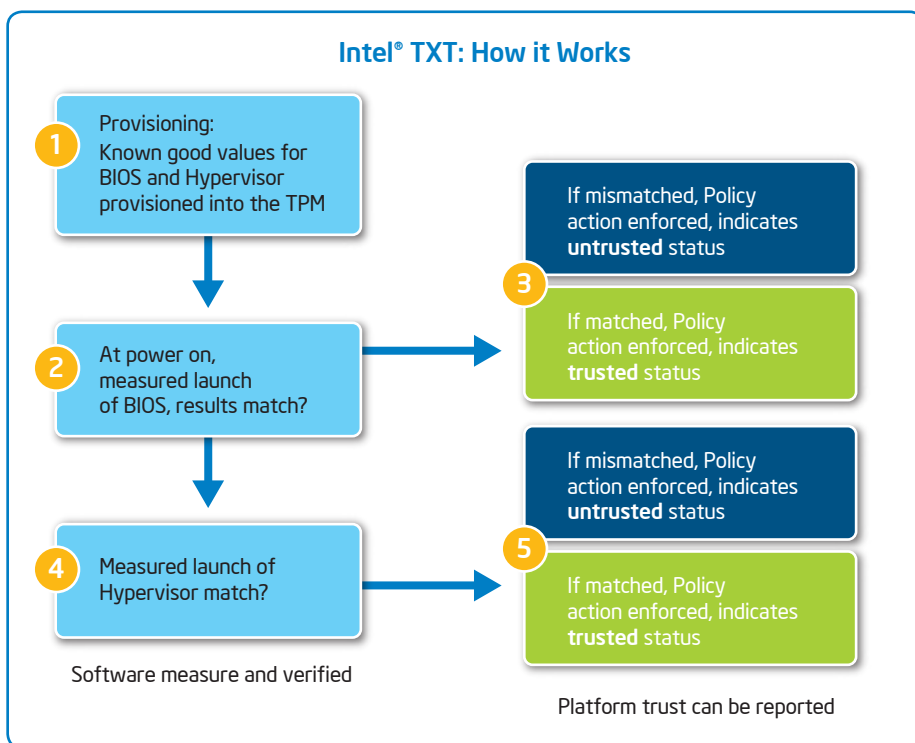 Intel® TXT: How it Works
1
Provisioning:
Known good values for
BIOS and Hypervisor
provisioned into the TPM
2
At power on,
measured launch
of BIOS, results match?
3
If mismatched, Policy
action enforced, indicates
untrusted status
If matched, Policy
action enforced, indicates
trusted status
4
Measured launch of
Hypervisor match?
5
If mismatched, Policy
action enforced, indicates
untrusted status
If matched, Policy
action enforced, indicates
trusted status
Software measure and verified
Platform trust can be reported